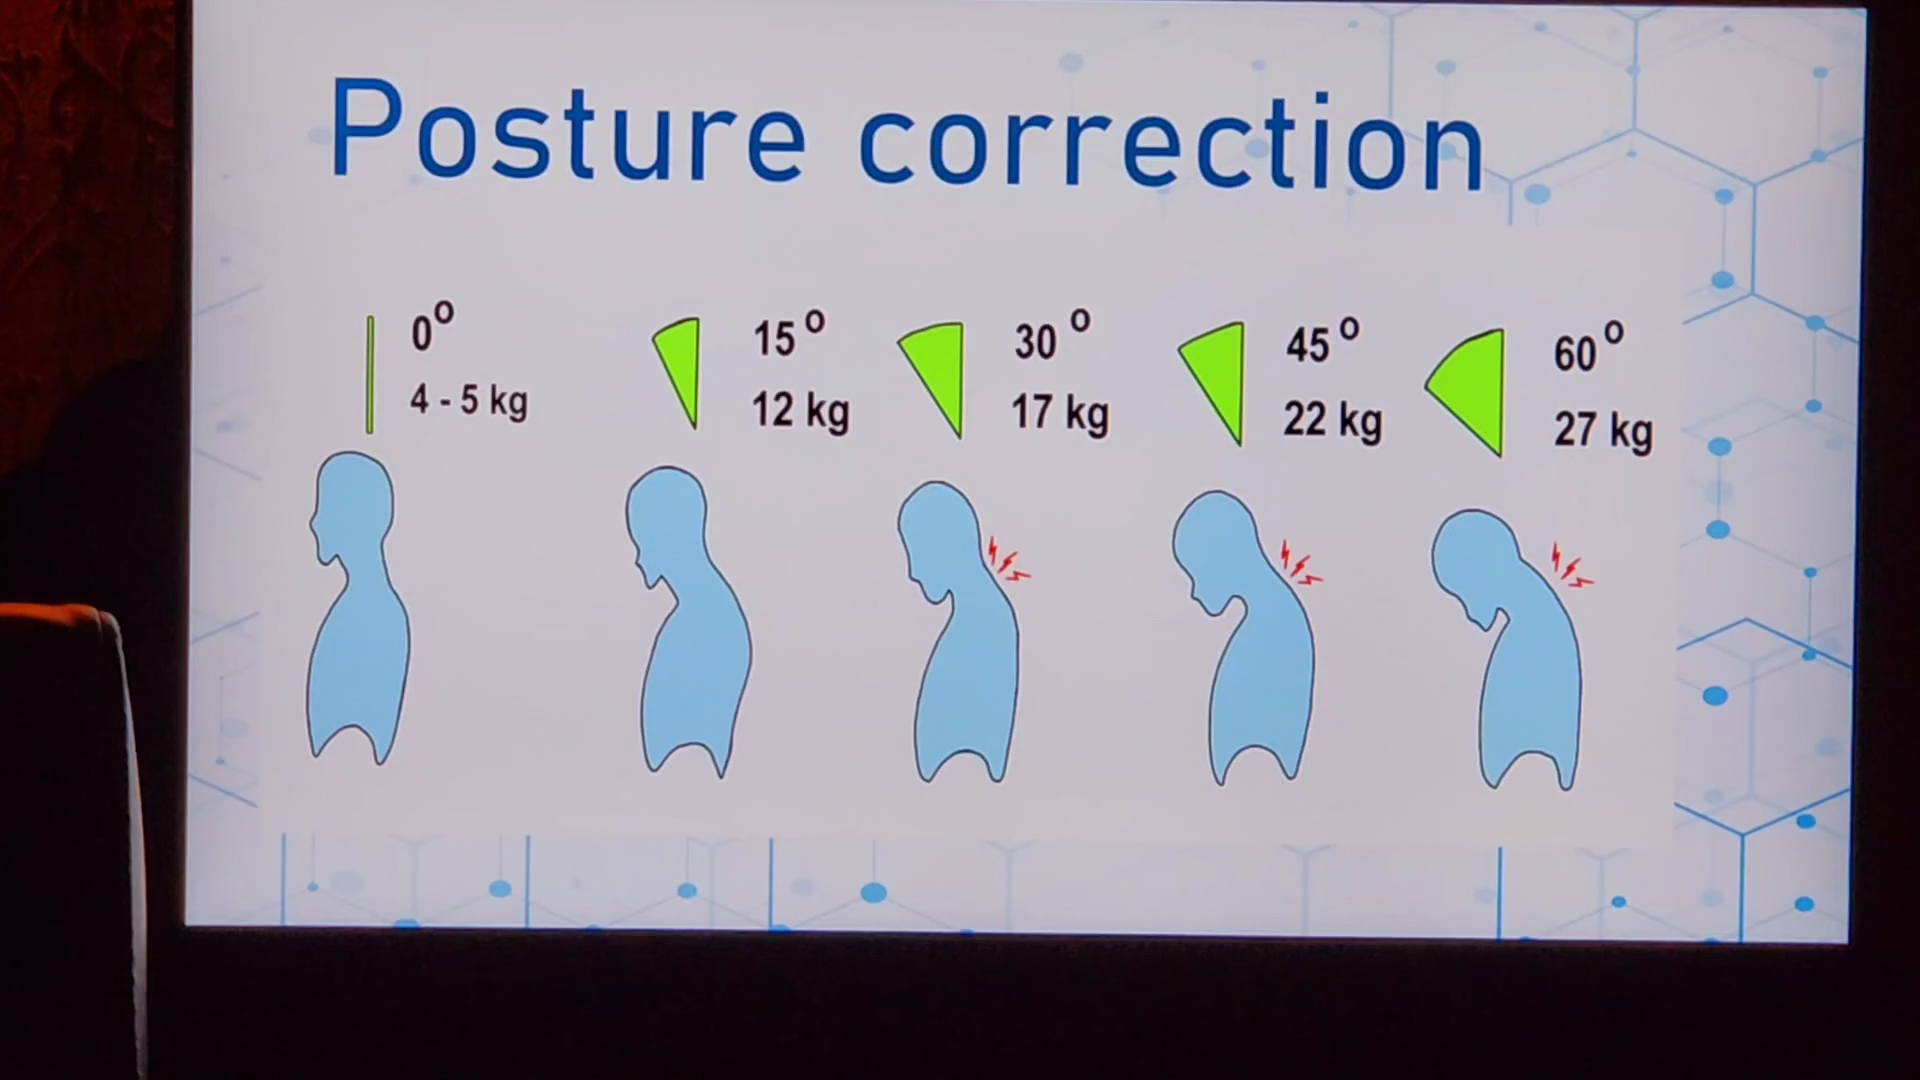 Posture correction
0°
4 - 5 kg
15°
12 kg
30°
17 kg
45°
22 kg
60°
27 kg